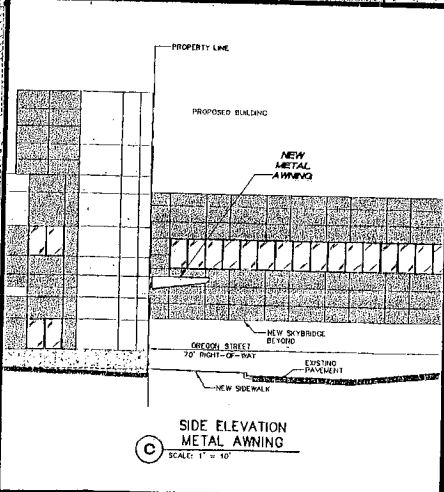 PROPERTY LINE
PROPOSED BUILDING
NEW
METAL
AWNING
NEW SKYBRIDGE
BEYOND
OREGON STREET
70' RIGHT-OF-WAY
EXISTING
PAVEMENT
NEW SIDEWALK
SIDE ELEVATION
METAL AWNING
C
SCALE: 1" = 10'